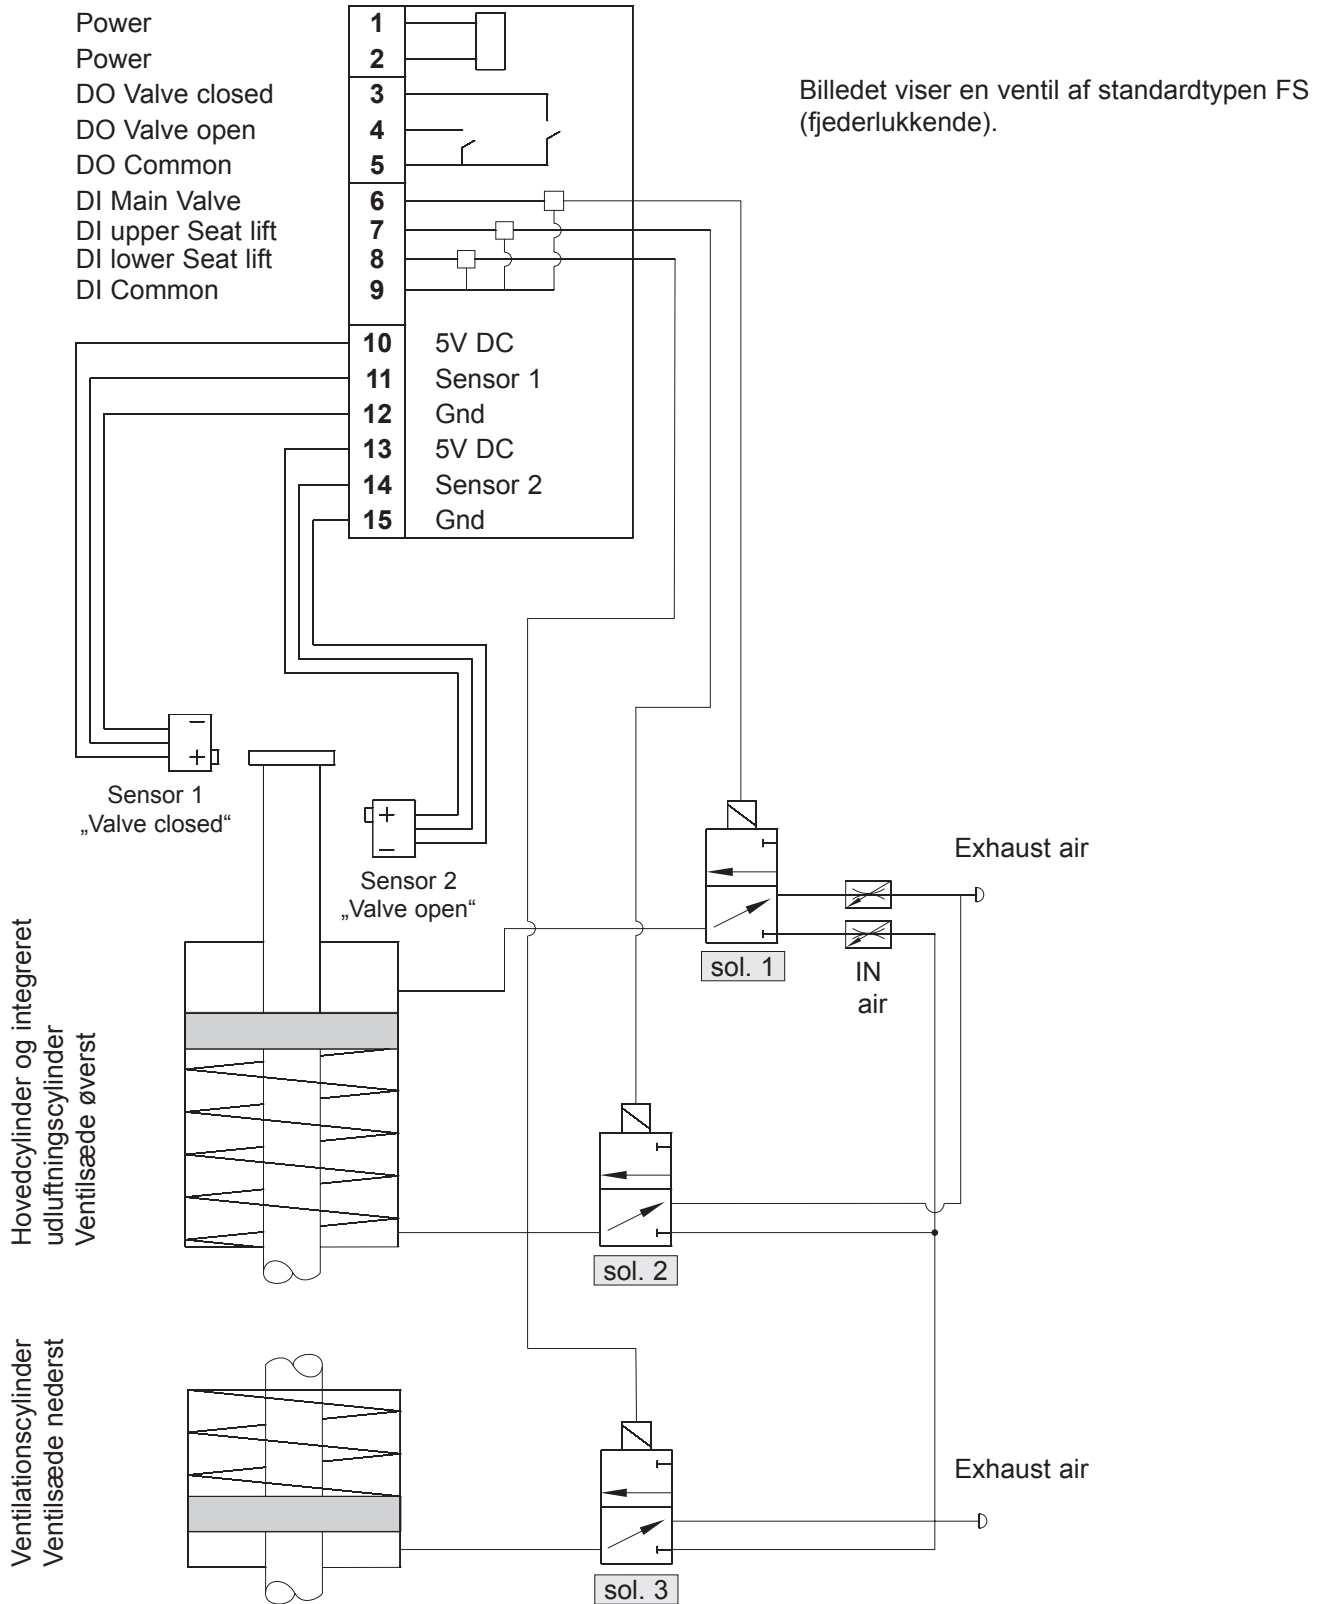 Power 1
Power 2
DO Valve closed 3
DO Valve open 4
DO Common 5
DI Main Valve 6
DI upper Seat lift 7
DI lower Seat lift 8
DI Common 9
10 5V DC
11 Sensor 1
12 Gnd
13 5V DC
14 Sensor 2
15 Gnd
Billedet viser en ventil af standardtypen FS
(fjederlukkende).
Sensor 1
„Valve closed“
Sensor 2
„Valve open“
Exhaust air
sol. 1
IN
air
Hovedcylinder og integreret
udluftningscylinder
Ventilsæde øverst
sol. 2
Ventilationscylinder
Ventilsæde nederst
Exhaust air
sol. 3